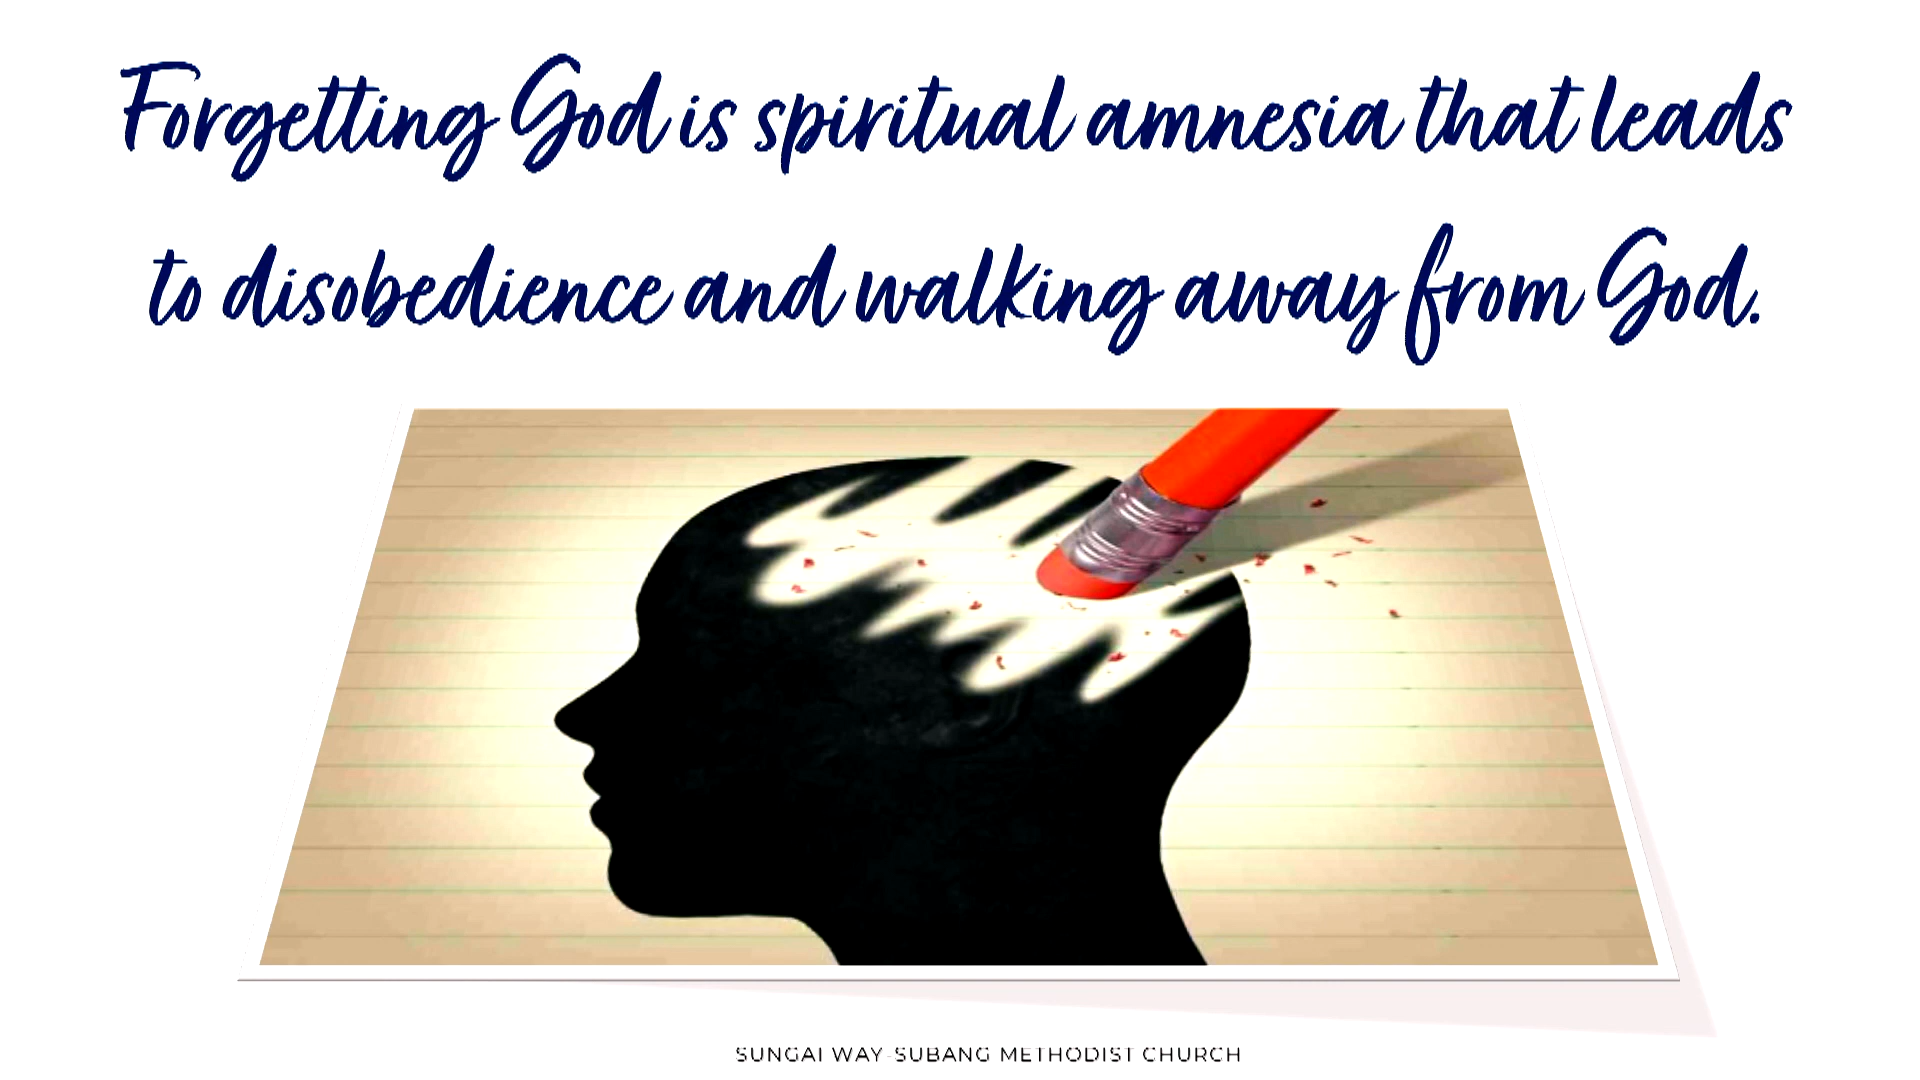 Forgetting God is spiritual amnesia that leads
to disobedience and walking away from God.
SUNGAI WAY-SUBANG METHODIST CHURCH